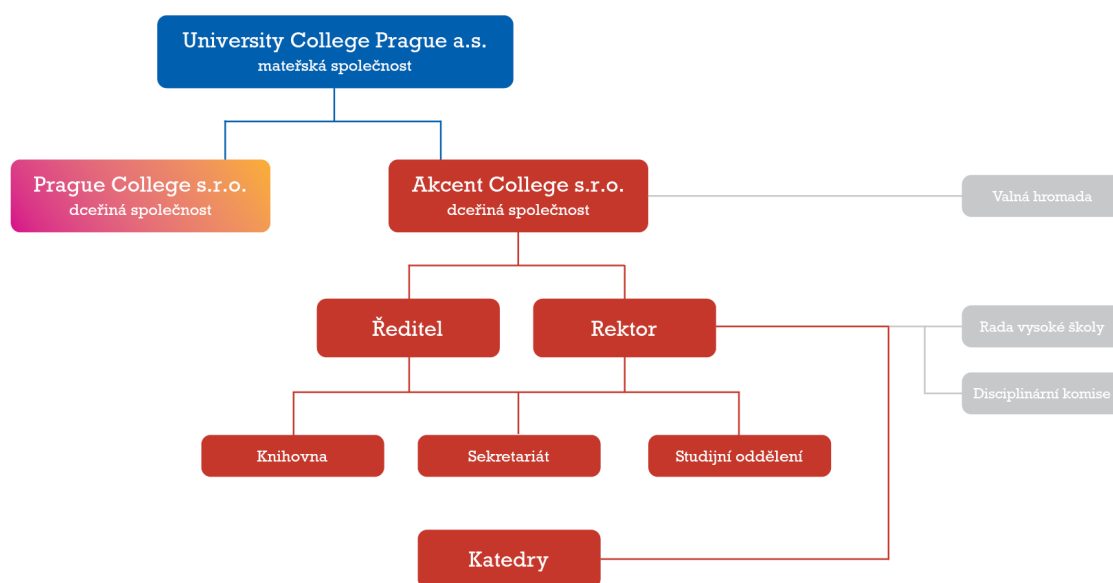 University College Prague a.s.
mateřská společnost
Prague College s.r.o.
dceřiná společnost
Akcent College s.r.o.
dceřiná společnost
Valná hromada
Ředitel
Rektor
Rada vysoké školy
Disciplinární komise
Knihovna
Sekretariát
Studijní oddělení
Katedry